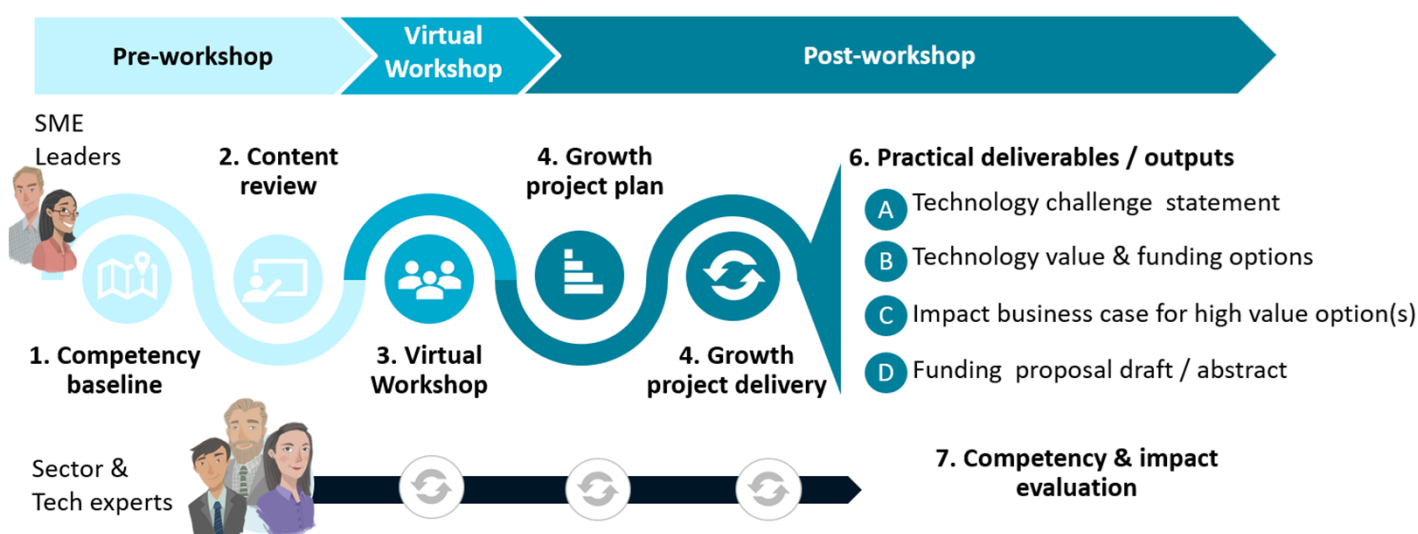 Pre-workshop
Virtual
Workshop
Post-workshop
SME
Leaders
2. Content
review
4. Growth
project plan
6. Practical deliverables / outputs
A Technology challenge statement
B Technology value & funding options
C Impact business case for high value option(s)
D Funding proposal draft / abstract
1. Competency
baseline
3. Virtual
Workshop
4. Growth
project delivery
Sector &
Tech experts
7. Competency & impact
evaluation